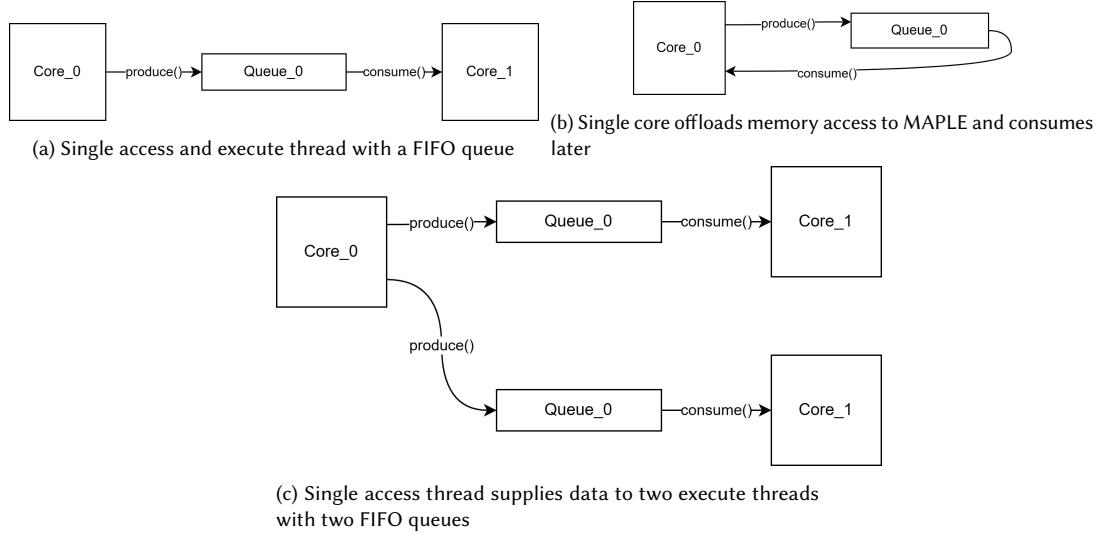 Core_0
produce()
Queue_0
consume()
Core_1
(a) Single access and execute thread with a FIFO queue
Core_0
produce()
Queue_0
consume()
(b) Single core offloads memory access to MAPLE and consumes
later
Core_0
produce()
Queue_0
consume()
Core_1
produce()
Queue_0
consume()
Core_1
(c) Single access thread supplies data to two execute threads
with two FIFO queues